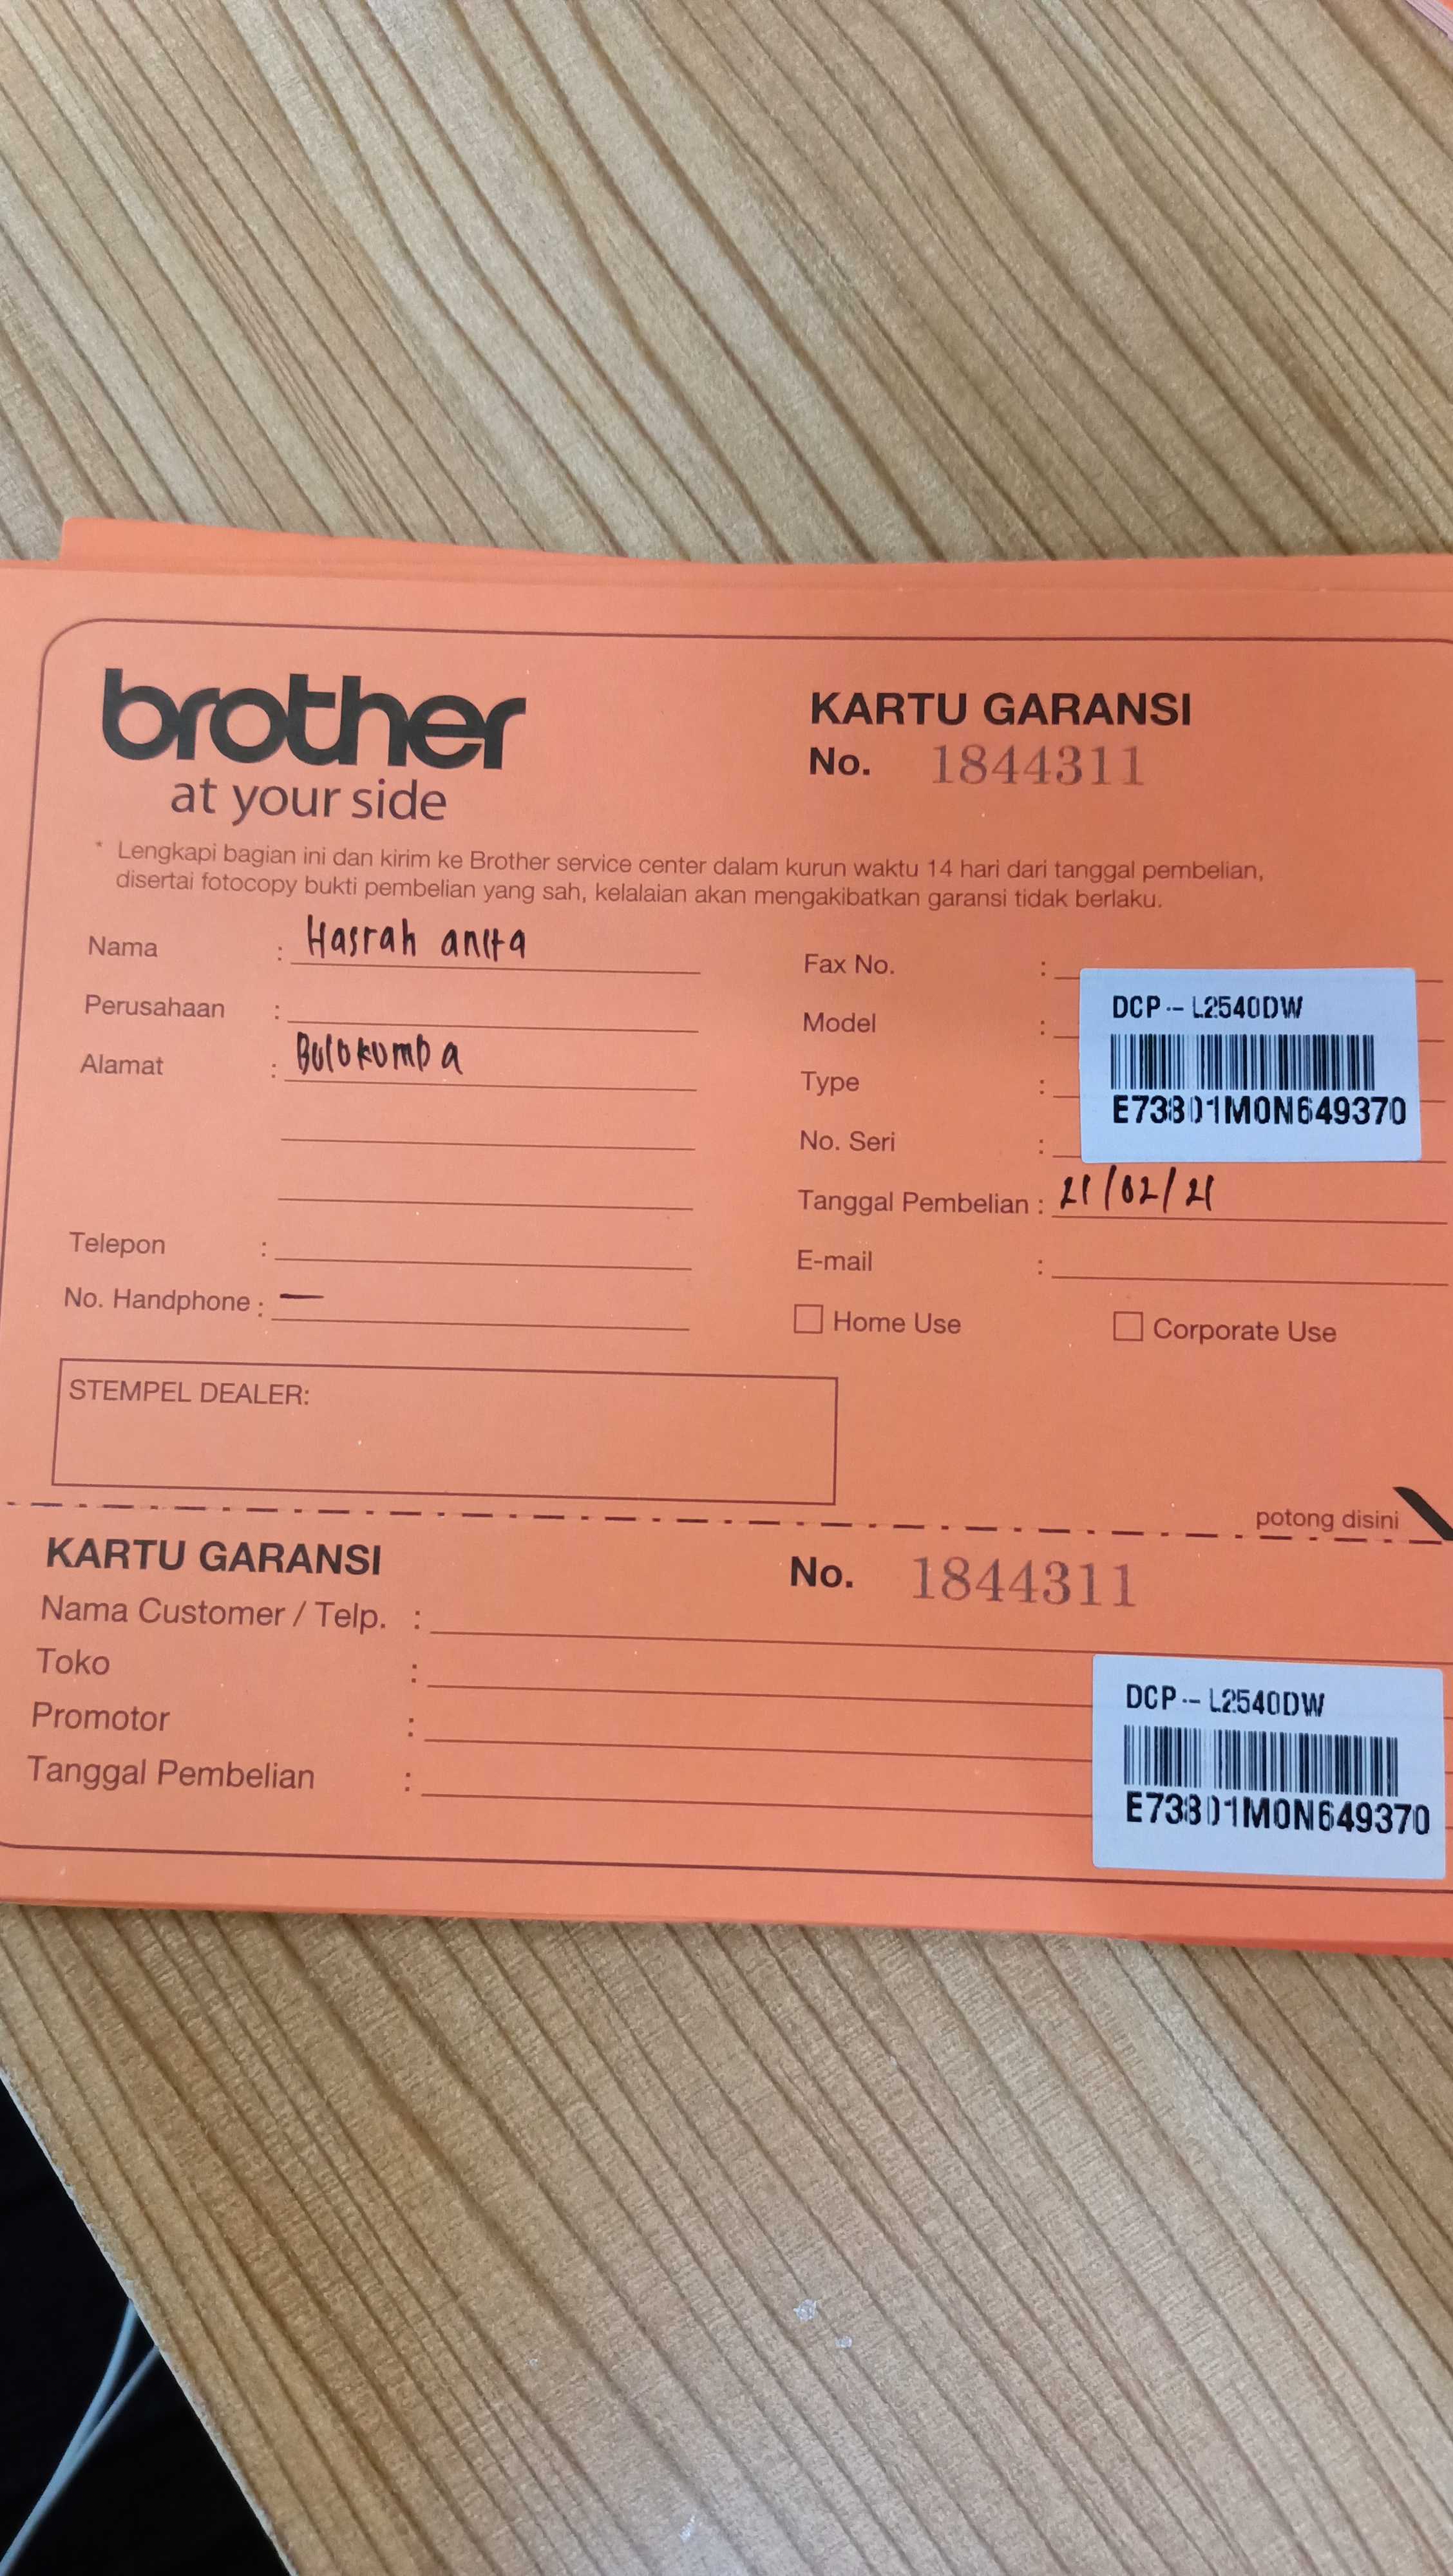 brother
at your side
KARTU GARANSI
No. 1844311
* Lengkapi bagian ini dan kirim ke Brother service center dalam kurun waktu 14 hari dari tanggal pembelian,
disertai fotocopy bukti pembelian yang sah, kelalaian akan mengakibatkan garansi tidak berlaku.
Nama : Hasrah anita
Perusahaan :
Alamat : Bulukumba
Telepon :
No. Handphone : —
Fax No. :
Model :
Type :
No. Seri :
DCP-L2540DW
E73801M0N649370
Tanggal Pembelian : 21/02/21
E-mail :
Home Use Corporate Use
STEMPEL DEALER:
potong disini
KARTU GARANSI No. 1844311
Nama Customer / Telp. :
Toko :
Promotor :
Tanggal Pembelian :
DCP-L2540DW
E73801M0N649370